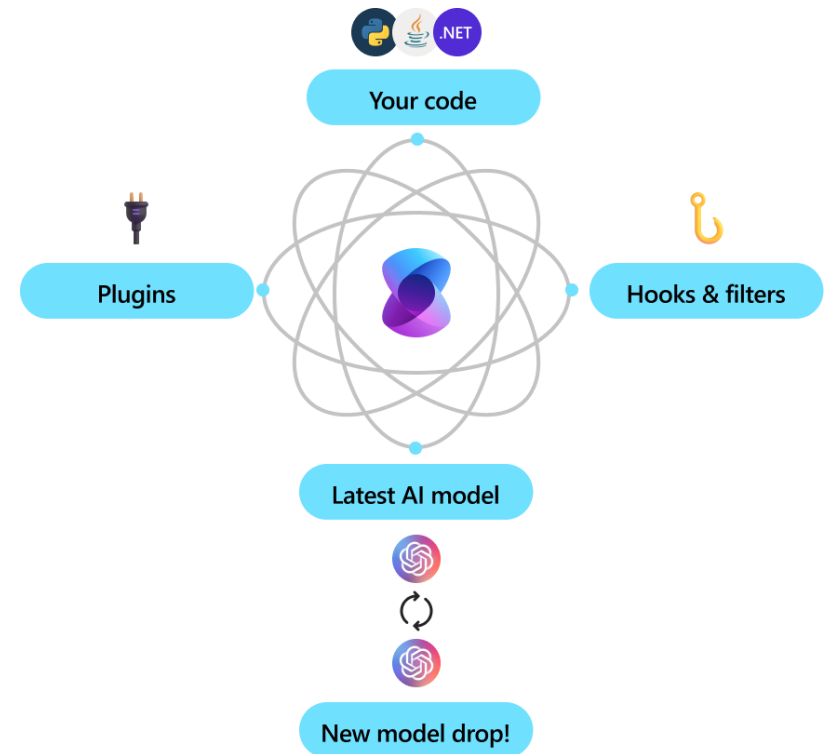 .NET
Your code
Plugins
Hooks & filters
Latest AI model
New model drop!